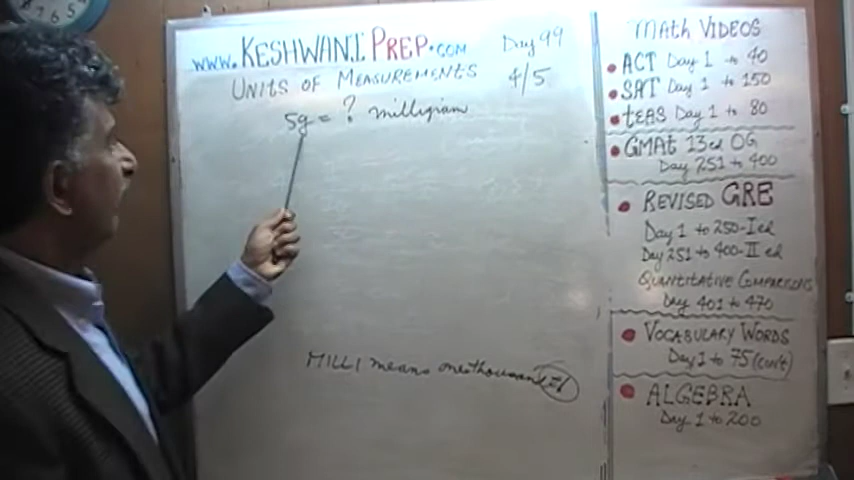 www.KESHWANI PREP.COM
Day 99
UNITS OF MEASUREMENTS
4/5
5g = ? milligram
MILLI means one thousandth
MATH VIDEOS
ACT Day 1 to 40
SAT Day 1 to 150
tEAS Day 1 to 80
GMAt 13ed OG
Day 251 to 400
REVISED GRE
Day 1 to 250-I ed
Day 251 to 400-II ed
QUANTITATIVE COMPARISONS
Day 401 to 470
VOCABULARY WORDS
Day 1 to 75 (con't)
ALGEBRA
Day 1 to 200